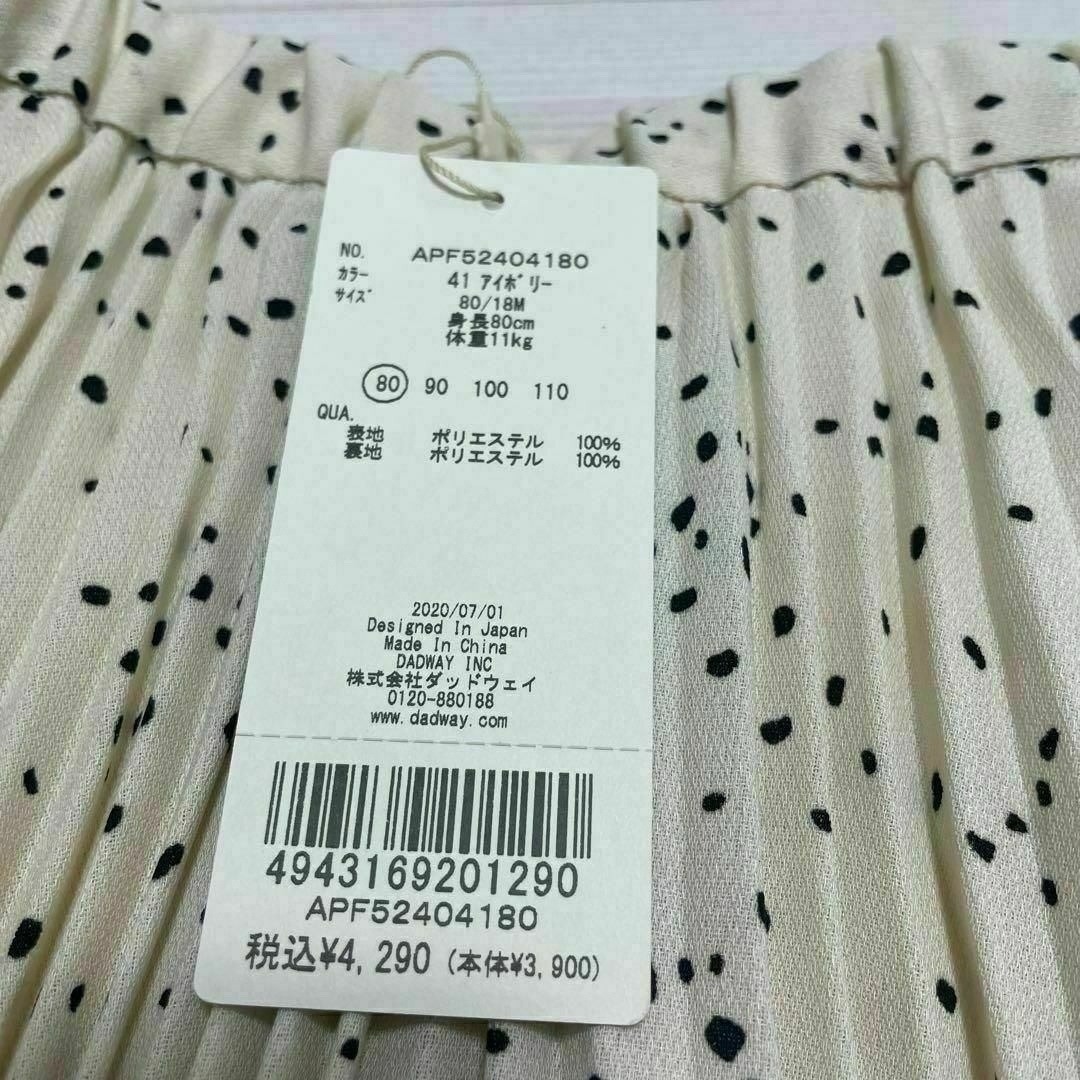 NO. APF52404180
カラー 41 アイボリー
サイズ 80/18M
身長80cm
体重11kg
80 90 100 110
QUA.
表地 ポリエステル 100%
裏地 ポリエステル 100%
2020/07/01
Designed In Japan
Made In China
DADWAY INC
株式会社ダッドウェイ
0120-880188
www.dadway.com
4943169201290
APF52404180
税込¥4,290 (本体¥3,900)